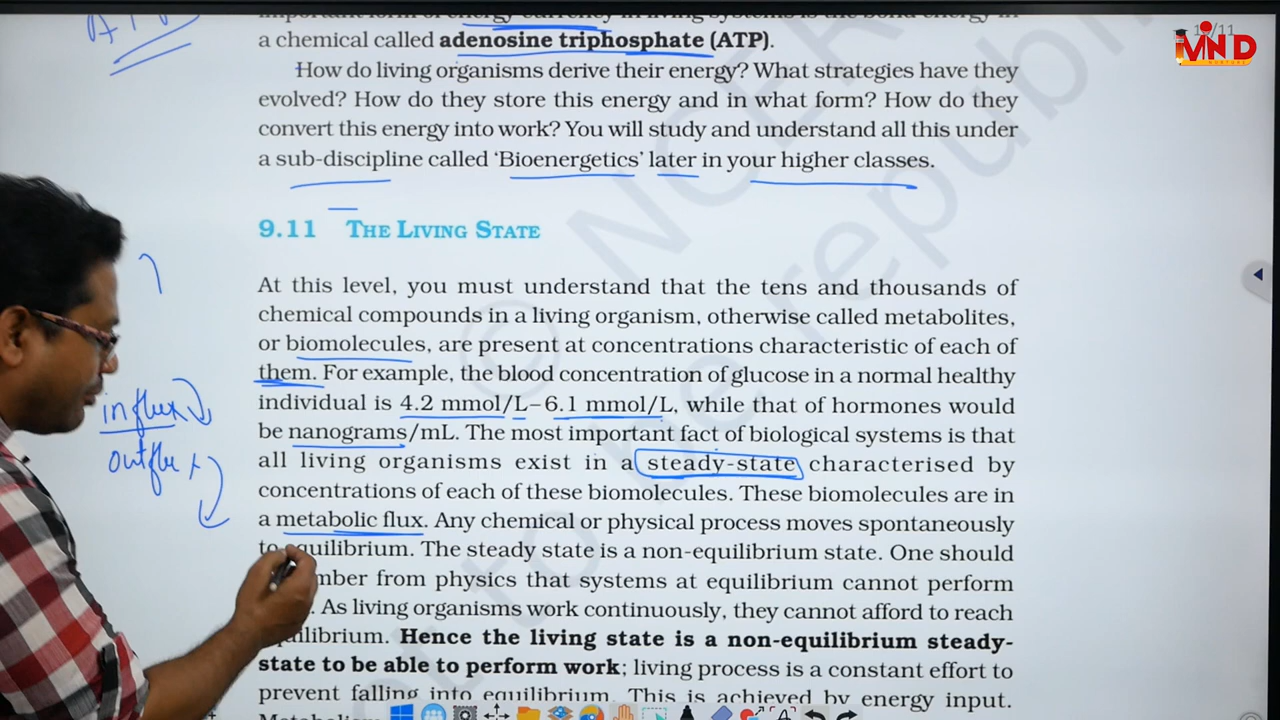 a chemical called adenosine triphosphate (ATP).
How do living organisms derive their energy? What strategies have they
evolved? How do they store this energy and in what form? How do they
convert this energy into work? You will study and understand all this under
a sub-discipline called ‘Bioenergetics’ later in your higher classes.
9.11 THE LIVING STATE
At this level, you must understand that the tens and thousands of
chemical compounds in a living organism, otherwise called metabolites,
or biomolecules, are present at concentrations characteristic of each of
them. For example, the blood concentration of glucose in a normal healthy
individual is 4.2 mmol/L–6.1 mmol/L, while that of hormones would
be nanograms/mL. The most important fact of biological systems is that
all living organisms exist in a steady-state characterised by
concentrations of each of these biomolecules. These biomolecules are in
a metabolic flux. Any chemical or physical process moves spontaneously
to equilibrium. The steady state is a non-equilibrium state. One should
from physics that systems at equilibrium cannot perform
As living organisms work continuously, they cannot afford to reach
Hence the living state is a non-equilibrium steady-
state to be able to perform work; living process is a constant effort to
prevent falling into equilibrium. This is achieved by energy input.
influx
outflux
MIND
NCERT
republi